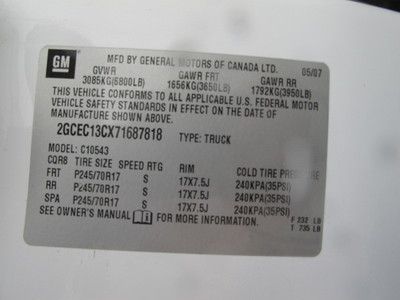 GM
MFD BY GENERAL MOTORS OF CANADA LTD. 05/07
GVWR GAWR FRT GAWR RR
3085KG(6800LB) 1656KG(3650LB) 1792KG(3950LB)
THIS VEHICLE CONFORMS TO ALL APPLICABLE U.S. FEDERAL MOTOR
VEHICLE SAFETY STANDARDS IN EFFECT ON THE DATE OF
MANUFACTURE SHOWN ABOVE.
2GCEC13CX71687818 TYPE: TRUCK
MODEL: C10543
CQR8 TIRE SIZE SPEED RTG RIM COLD TIRE PRESSURE
FRT P245/70R17 S 17X7.5J 240KPA(35PSI)
RR P245/70R17 S 17X7.5J 240KPA(35PSI)
SPA P245/70R17 S 17X7.5J 240KPA(35PSI)
SEE OWNER'S MANUAL FOR MORE INFORMATION. F 232 LB
T 735 LB